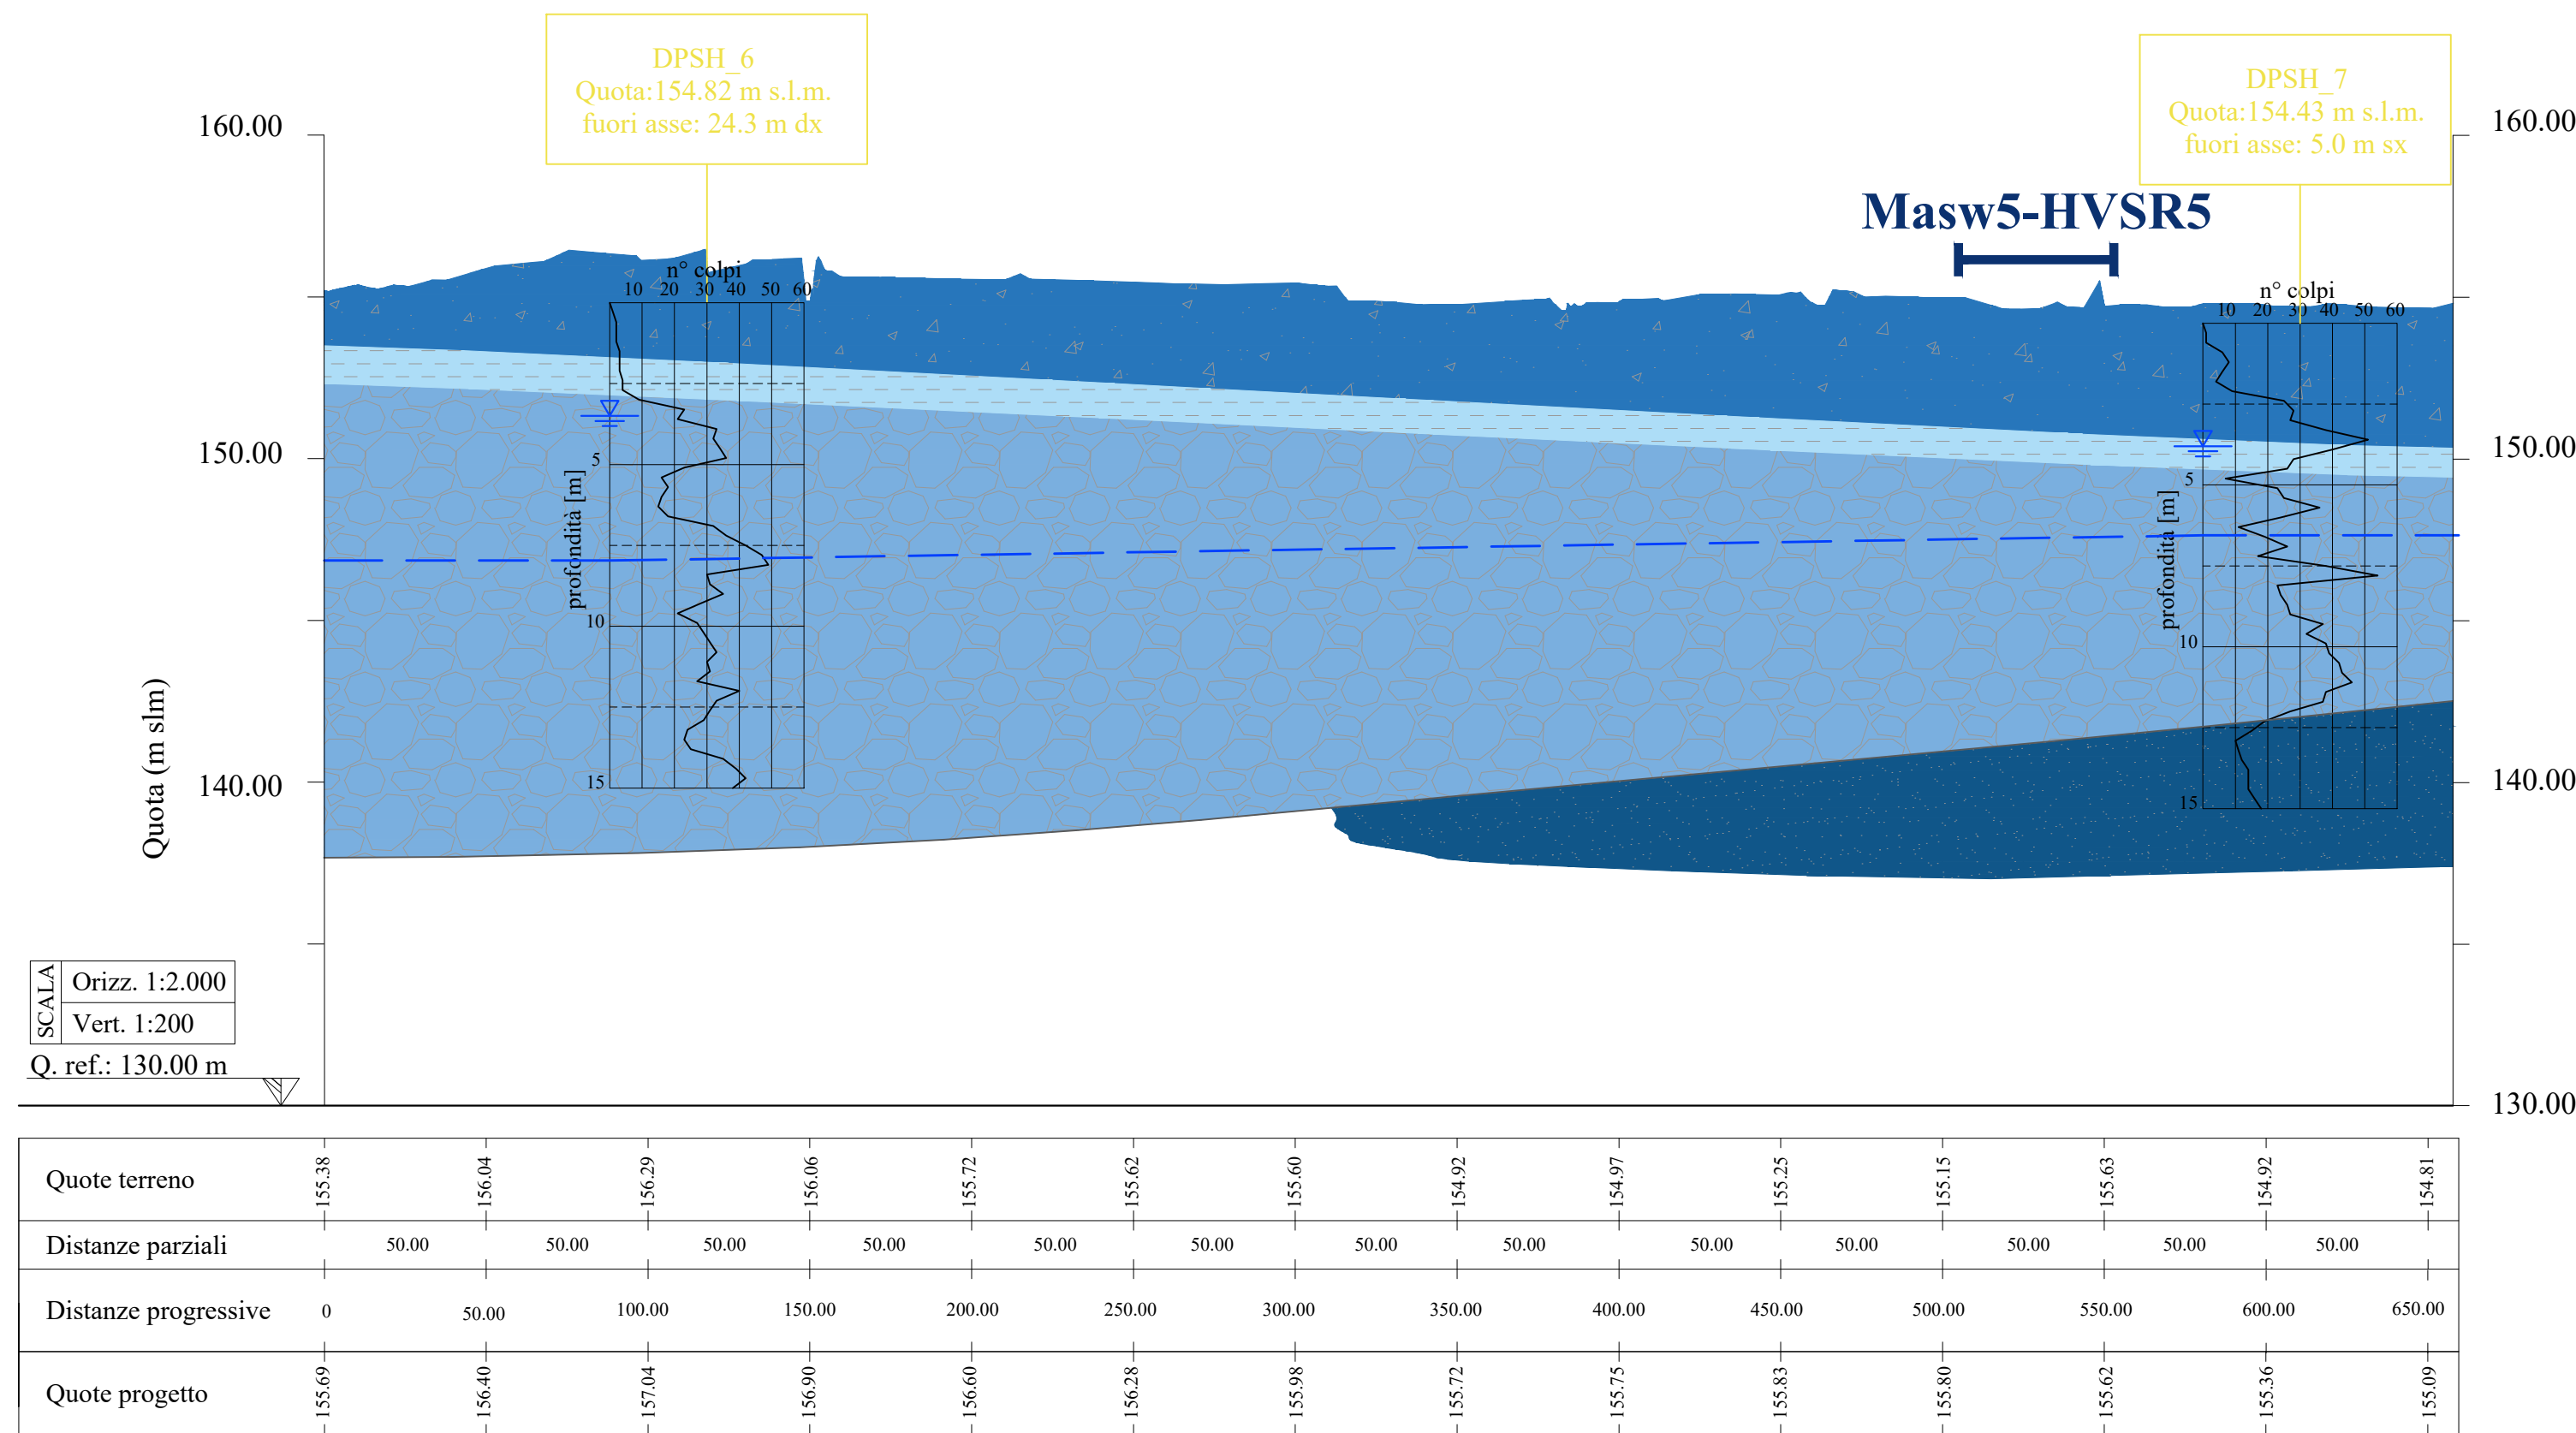 DPSH_6
Quota:154.82 m s.l.m.
fuori asse: 24.3 m dx
DPSH_7
Quota:154.43 m s.l.m.
fuori asse: 5.0 m sx
160.00
160.00
Masw5-HVSR5
n° colpi
10 20 30 40 50 60
n° colpi
10 20 30 40 50 60
150.00
150.00
5
5
profondità [m]
profondità [m]
10
10
Quota (m slm)
140.00
140.00
15
15
SCALA
Orizz. 1:2.000
Vert. 1:200
Q. ref.: 130.00 m
130.00
Quote terreno 155.38 156.04 156.29 156.06 155.72 155.62 155.60 154.92 154.97 155.25 155.15 155.63 154.92 154.81
Distanze parziali 50.00 50.00 50.00 50.00 50.00 50.00 50.00 50.00 50.00 50.00 50.00 50.00 50.00
Distanze progressive 0 50.00 100.00 150.00 200.00 250.00 300.00 350.00 400.00 450.00 500.00 550.00 600.00 650.00
Quote progetto 155.69 156.40 157.04 156.90 156.60 156.28 155.98 155.72 155.75 155.83 155.80 155.62 155.36 155.09